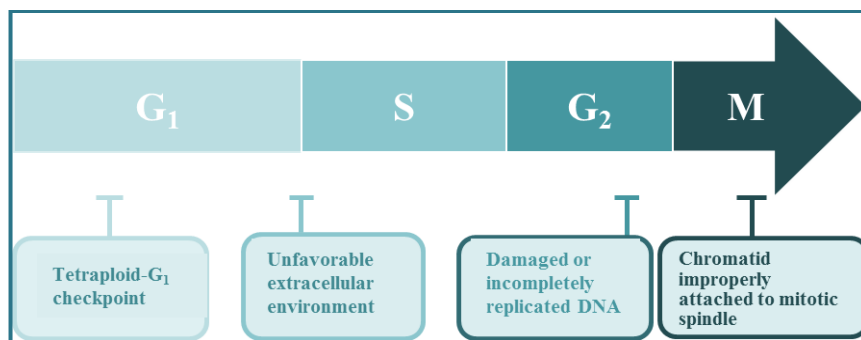 G₁ S G₂ M
Tetraploid-G₁
checkpoint
Unfavorable
extracellular
environment
Damaged or
incompletely
replicated DNA
Chromatid
improperly
attached to mitotic
spindle